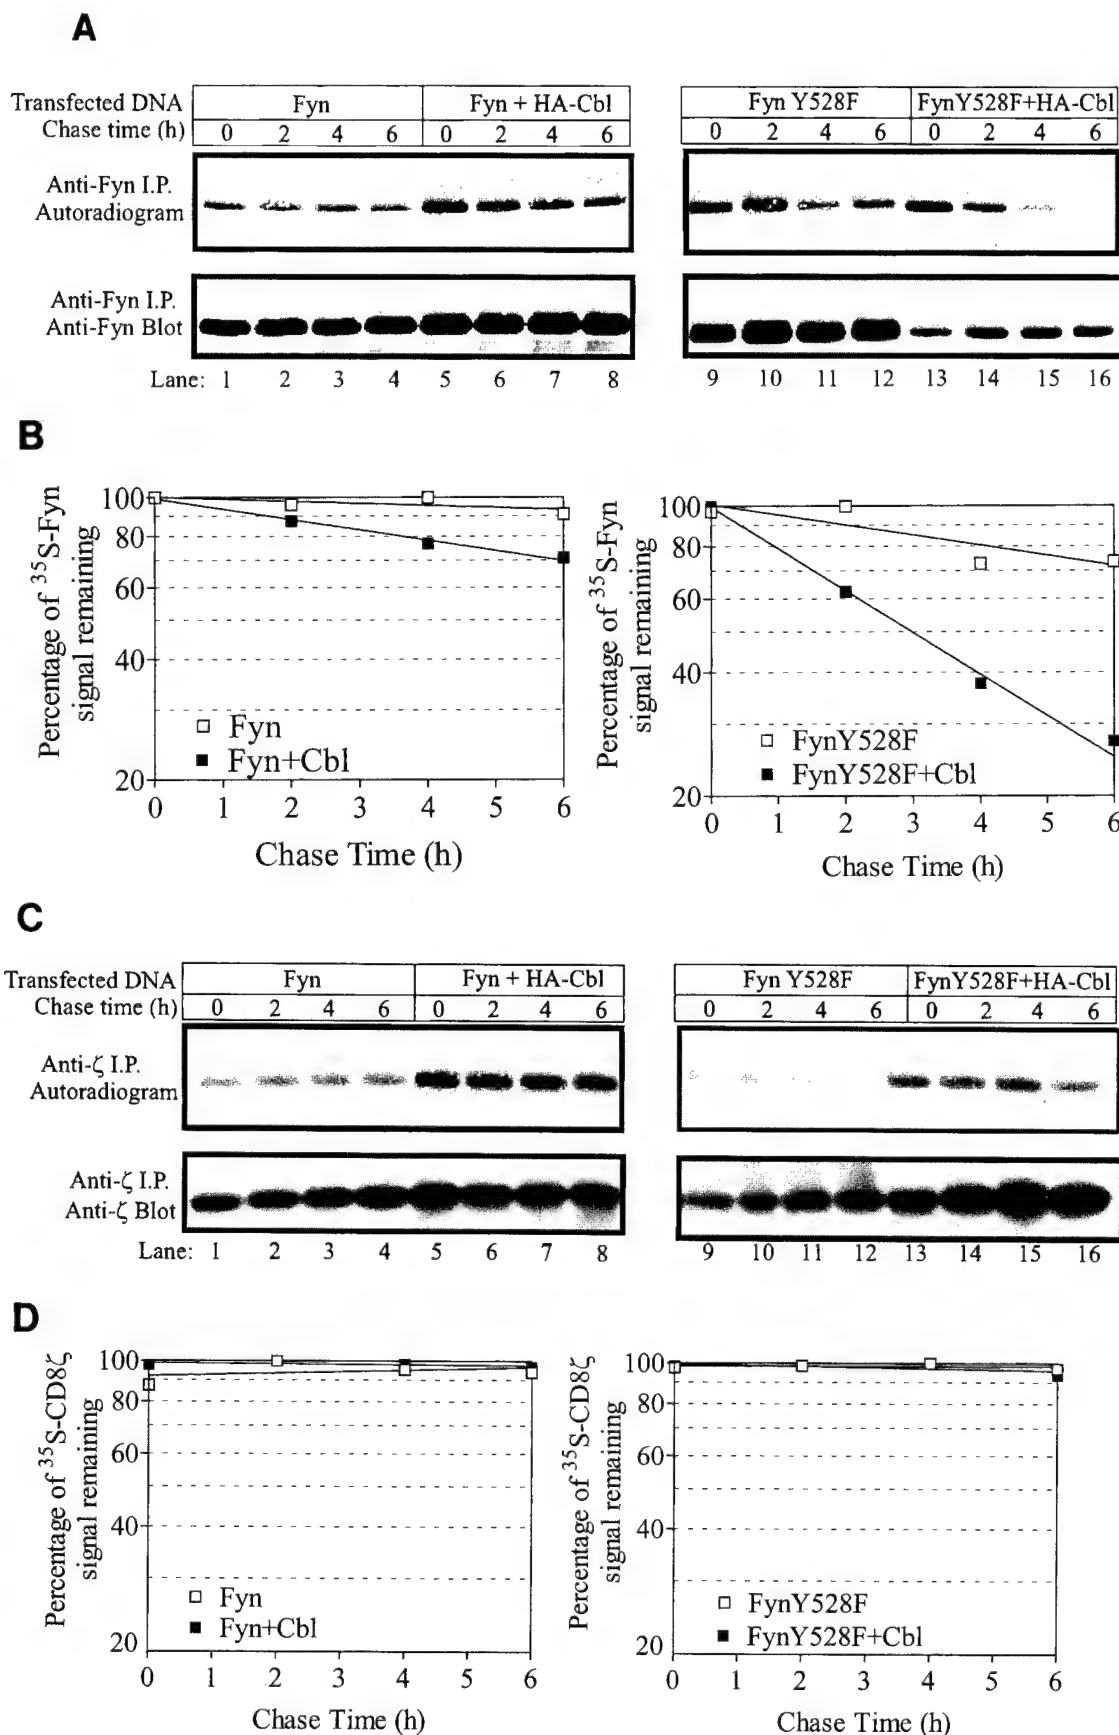 A
Transfected DNA Fyn Fyn + HA-Cbl Fyn Y528F FynY528F+HA-Cbl
Chase time (h) 0 2 4 6 0 2 4 6 0 2 4 6 0 2 4 6
Anti-Fyn I.P.
Autoradiogram
Anti-Fyn I.P.
Anti-Fyn Blot
Lane: 1 2 3 4 5 6 7 8 9 10 11 12 13 14 15 16
B
Percentage of ³⁵S-Fyn
signal remaining
100
80
60
40
20
□ Fyn
■ Fyn+Cbl
0 1 2 3 4 5 6
Chase Time (h)
Percentage of ³⁵S-Fyn
signal remaining
100
80
60
40
20
□ FynY528F
■ FynY528F+Cbl
0 1 2 3 4 5 6
Chase Time (h)
C
Transfected DNA Fyn Fyn + HA-Cbl Fyn Y528F FynY528F+HA-Cbl
Chase time (h) 0 2 4 6 0 2 4 6 0 2 4 6 0 2 4 6
Anti-ζ I.P.
Autoradiogram
Anti-ζ I.P.
Anti-ζ Blot
Lane: 1 2 3 4 5 6 7 8 9 10 11 12 13 14 15 16
D
Percentage of ³⁵S-CD8ζ
signal remaining
100
80
60
40
20
□ Fyn
■ Fyn+Cbl
0 1 2 3 4 5 6
Chase Time (h)
Percentage of ³⁵S-CD8ζ
signal remaining
100
80
60
40
20
□ FynY528F
■ FynY528F+Cbl
0 1 2 3 4 5 6
Chase Time (h)